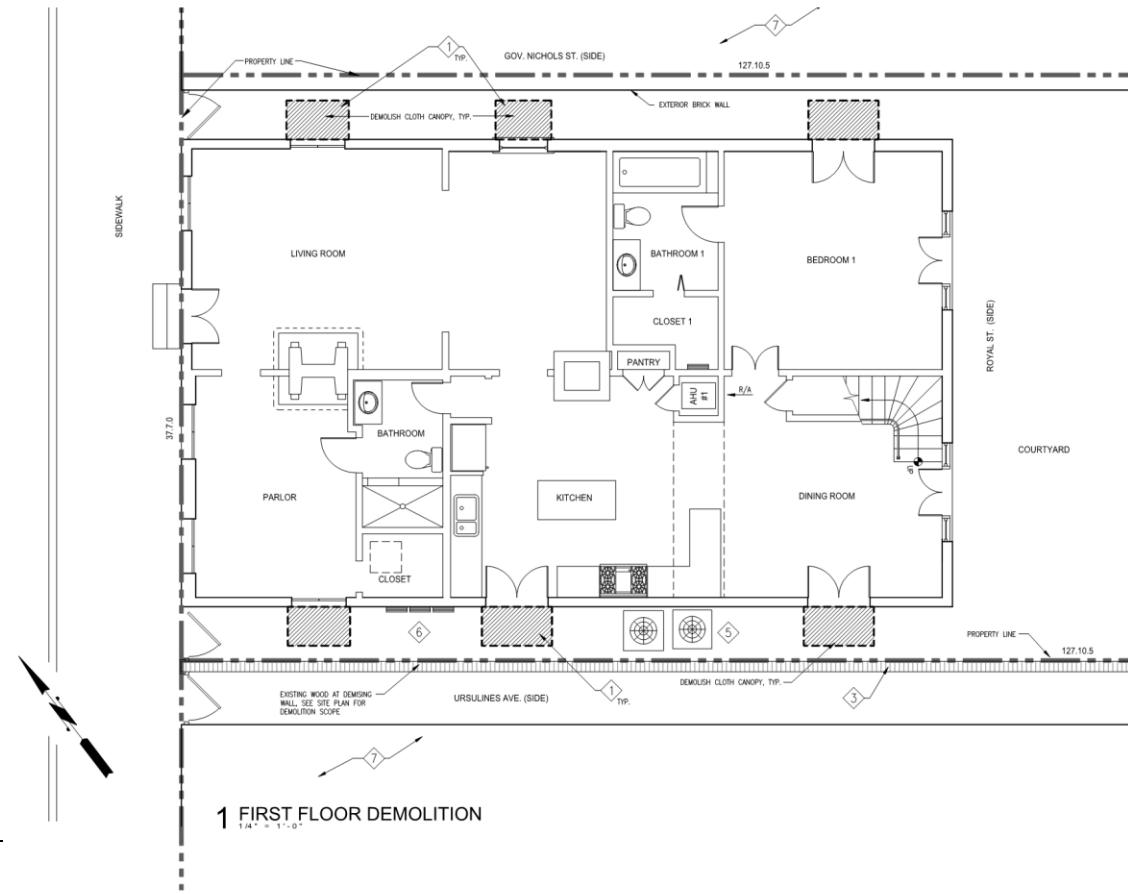 7
1
TYP.
GOV. NICHOLS ST. (SIDE)
PROPERTY LINE
127.10.5
EXTERIOR BRICK WALL
DEMOLISH CLOTH CANOPY, TYP.
SIDEWALK
LIVING ROOM
BATHROOM 1
BEDROOM 1
CLOSET 1
ROYAL ST. (SIDE)
PANTRY
AHU
#1
R/A
37.7.0
BATHROOM
COURTYARD
UP
PARLOR
KITCHEN
DINING ROOM
CLOSET
6
5
PROPERTY LINE
127.10.5
EXISTING WOOD AT DEMISING
WALL, SEE SITE PLAN FOR
DEMOLITION SCOPE
URSULINES AVE. (SIDE)
DEMOLISH CLOTH CANOPY, TYP.
1
TYP.
3
7
1 FIRST FLOOR DEMOLITION
1/4" = 1'-0"